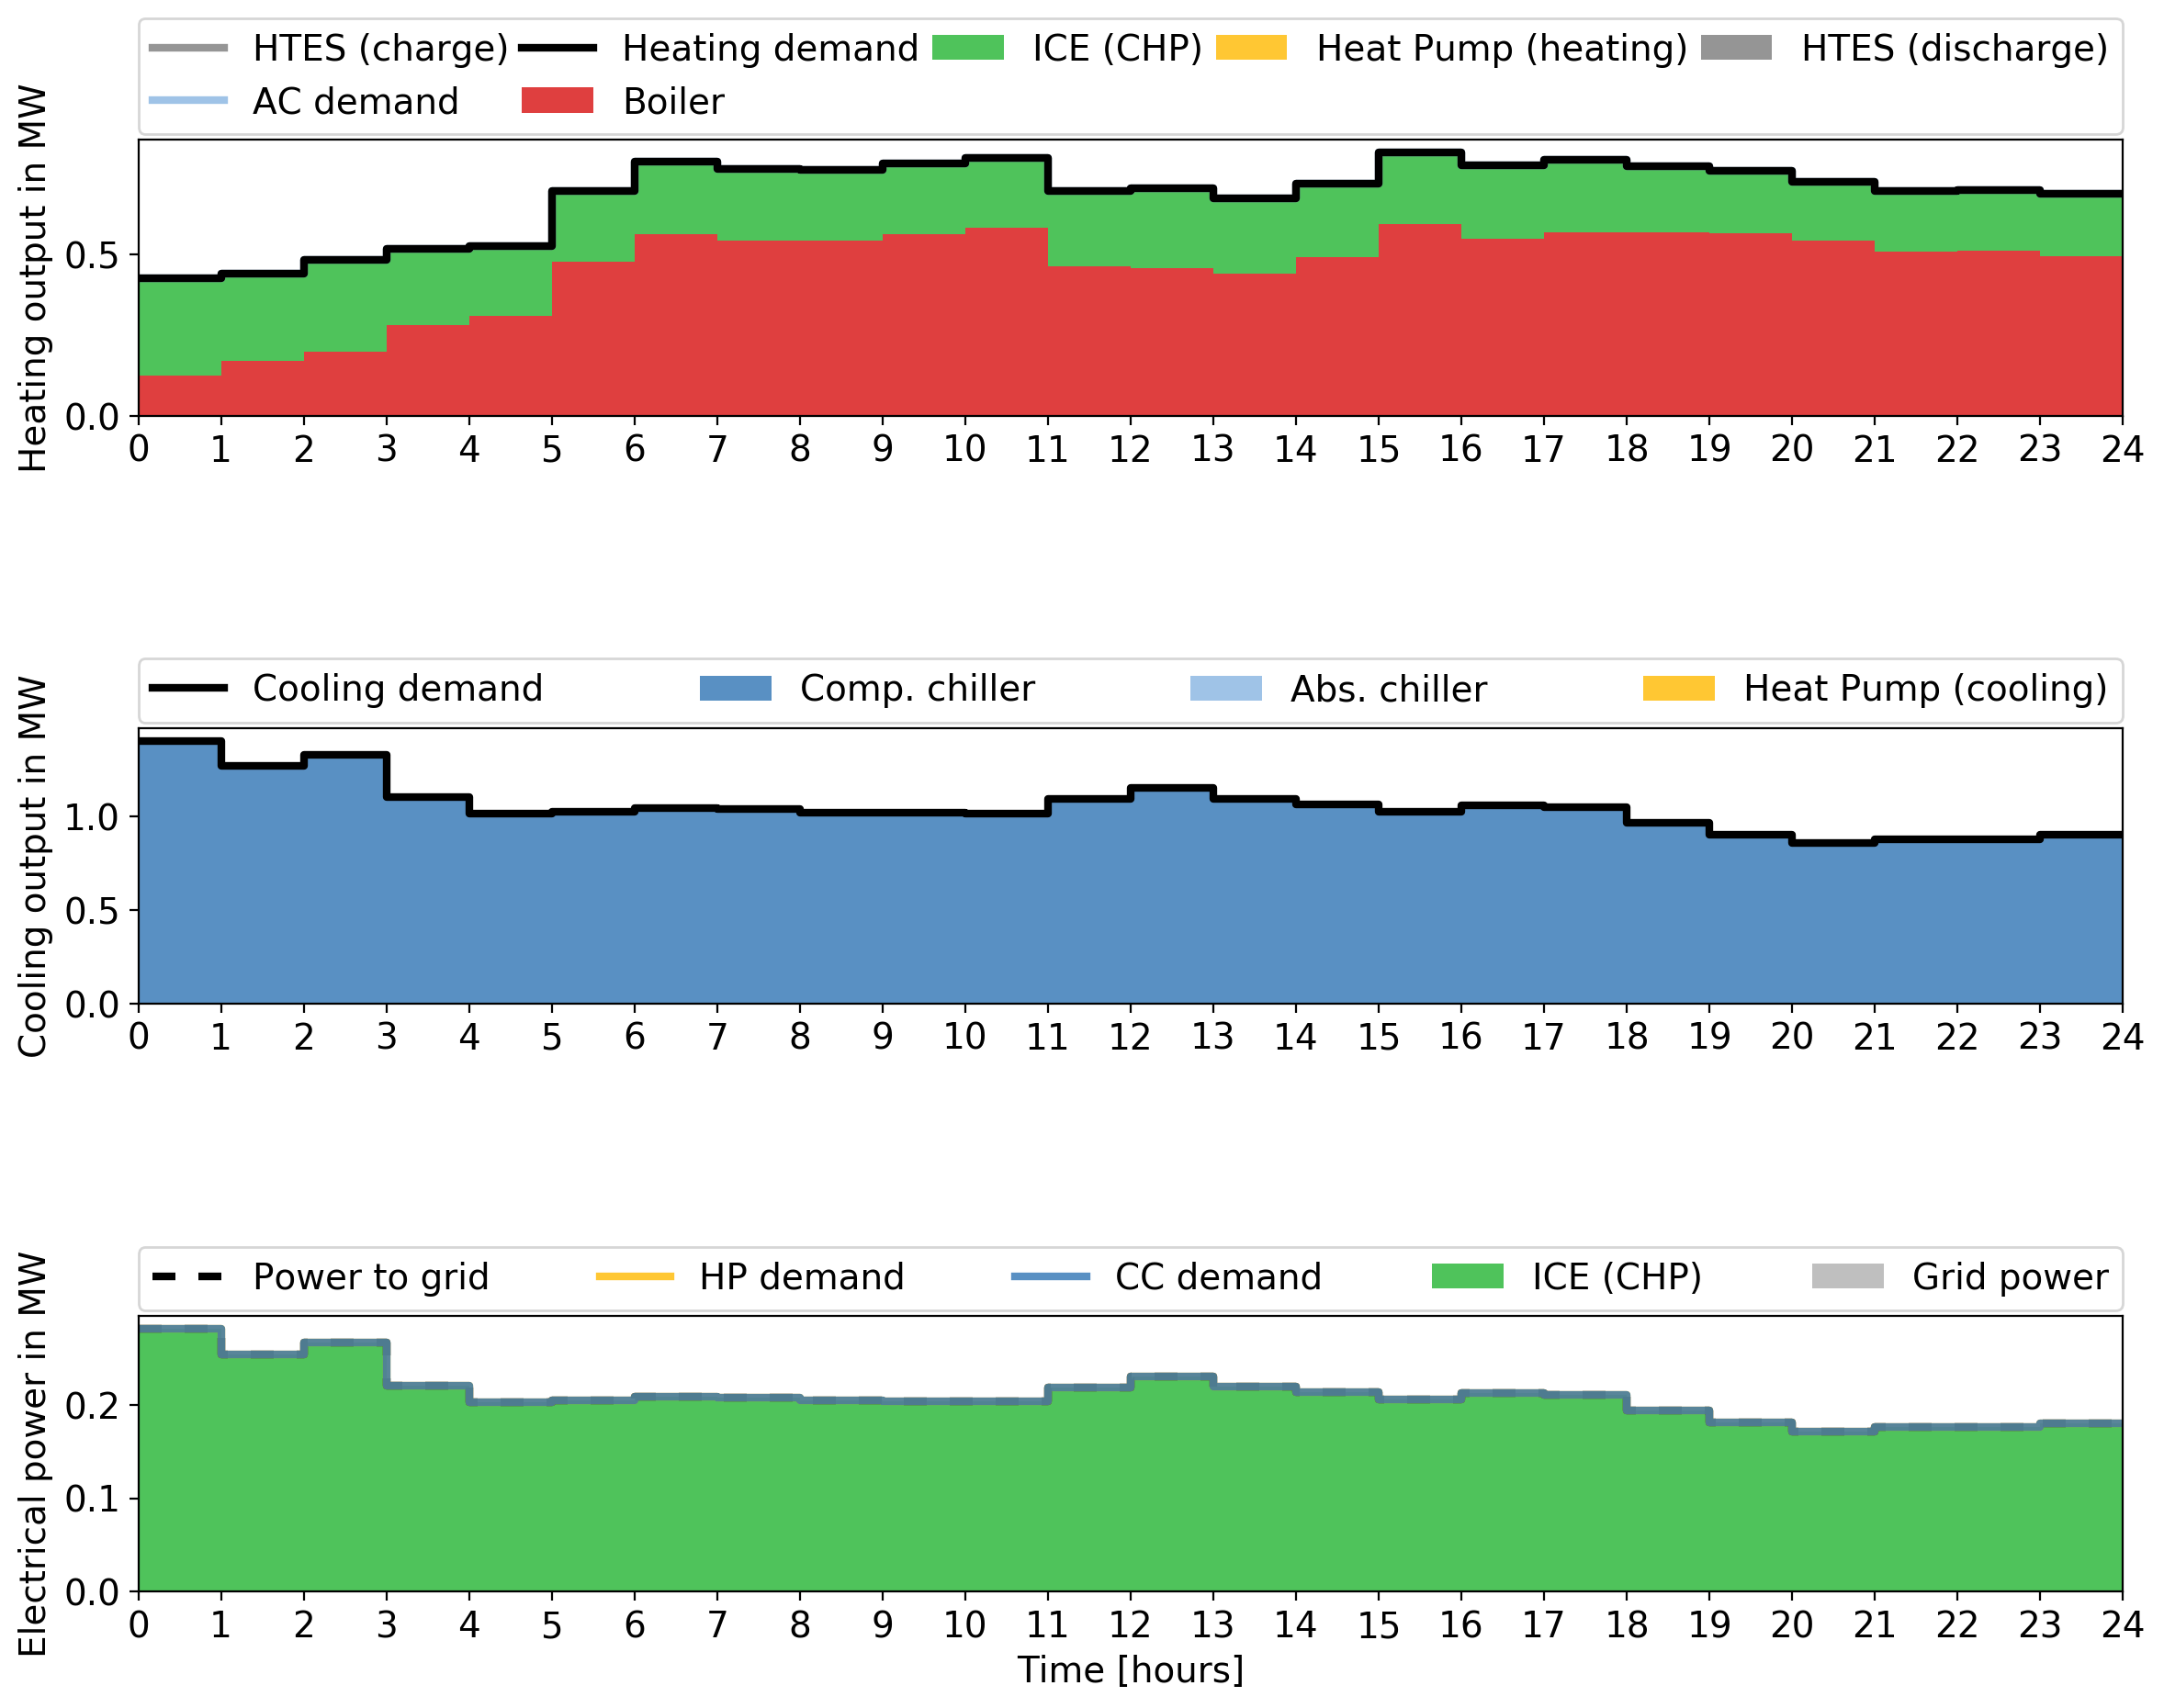 HTES (charge) Heating demand ICE (CHP) Heat Pump (heating) HTES (discharge)
AC demand Boiler
Heating output in MW
0.5
0.0
0 1 2 3 4 5 6 7 8 9 10 11 12 13 14 15 16 17 18 19 20 21 22 23 24
Cooling demand Comp. chiller Abs. chiller Heat Pump (cooling)
Cooling output in MW
1.0
0.5
0.0
0 1 2 3 4 5 6 7 8 9 10 11 12 13 14 15 16 17 18 19 20 21 22 23 24
Power to grid HP demand CC demand ICE (CHP) Grid power
Electrical power in MW
0.2
0.1
0.0
0 1 2 3 4 5 6 7 8 9 10 11 12 13 14 15 16 17 18 19 20 21 22 23 24
Time [hours]